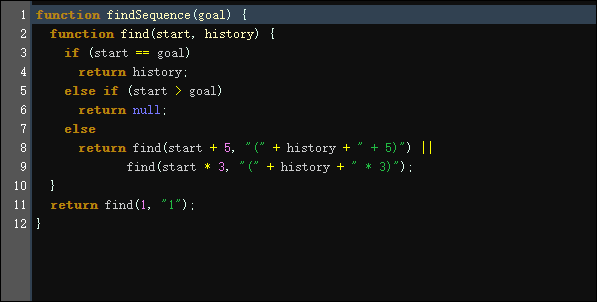 1 function findSequence(goal) {
2   function find(start, history) {
3     if (start == goal)
4       return history;
5     else if (start > goal)
6       return null;
7     else
8       return find(start + 5, "(" + history + " + 5)") ||
9              find(start * 3, "(" + history + " * 3)");
10   }
11   return find(1, "1");
12 }